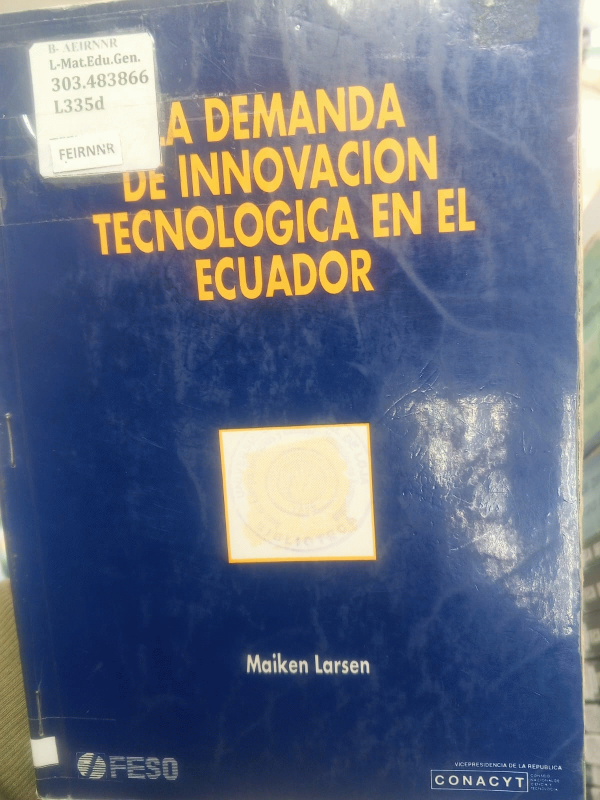 B- AEIRNNR
L-Mat.Edu.Gen.
303.483866
L335d
FEIRNNR
LA DEMANDA
DE INNOVACION
TECNOLOGICA EN EL
ECUADOR
Maiken Larsen
FESO
VICEPRESIDENCIA DE LA REPUBLICA
CONACYT